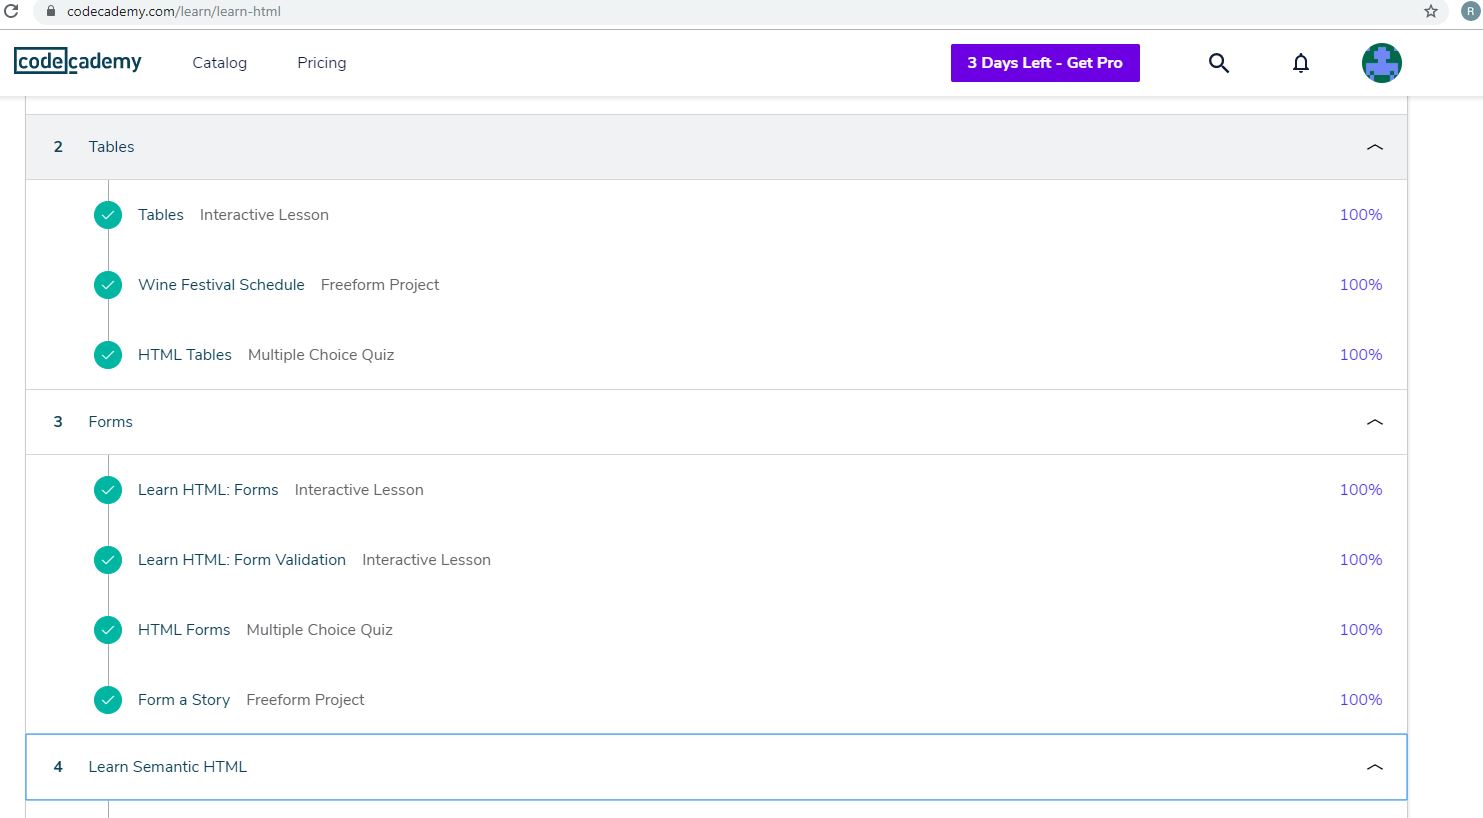 codecademy.com/learn/learn-html
R
codecademy Catalog Pricing 3 Days Left - Get Pro
2 Tables
Tables Interactive Lesson 100%
Wine Festival Schedule Freeform Project 100%
HTML Tables Multiple Choice Quiz 100%
3 Forms
Learn HTML: Forms Interactive Lesson 100%
Learn HTML: Form Validation Interactive Lesson 100%
HTML Forms Multiple Choice Quiz 100%
Form a Story Freeform Project 100%
4 Learn Semantic HTML